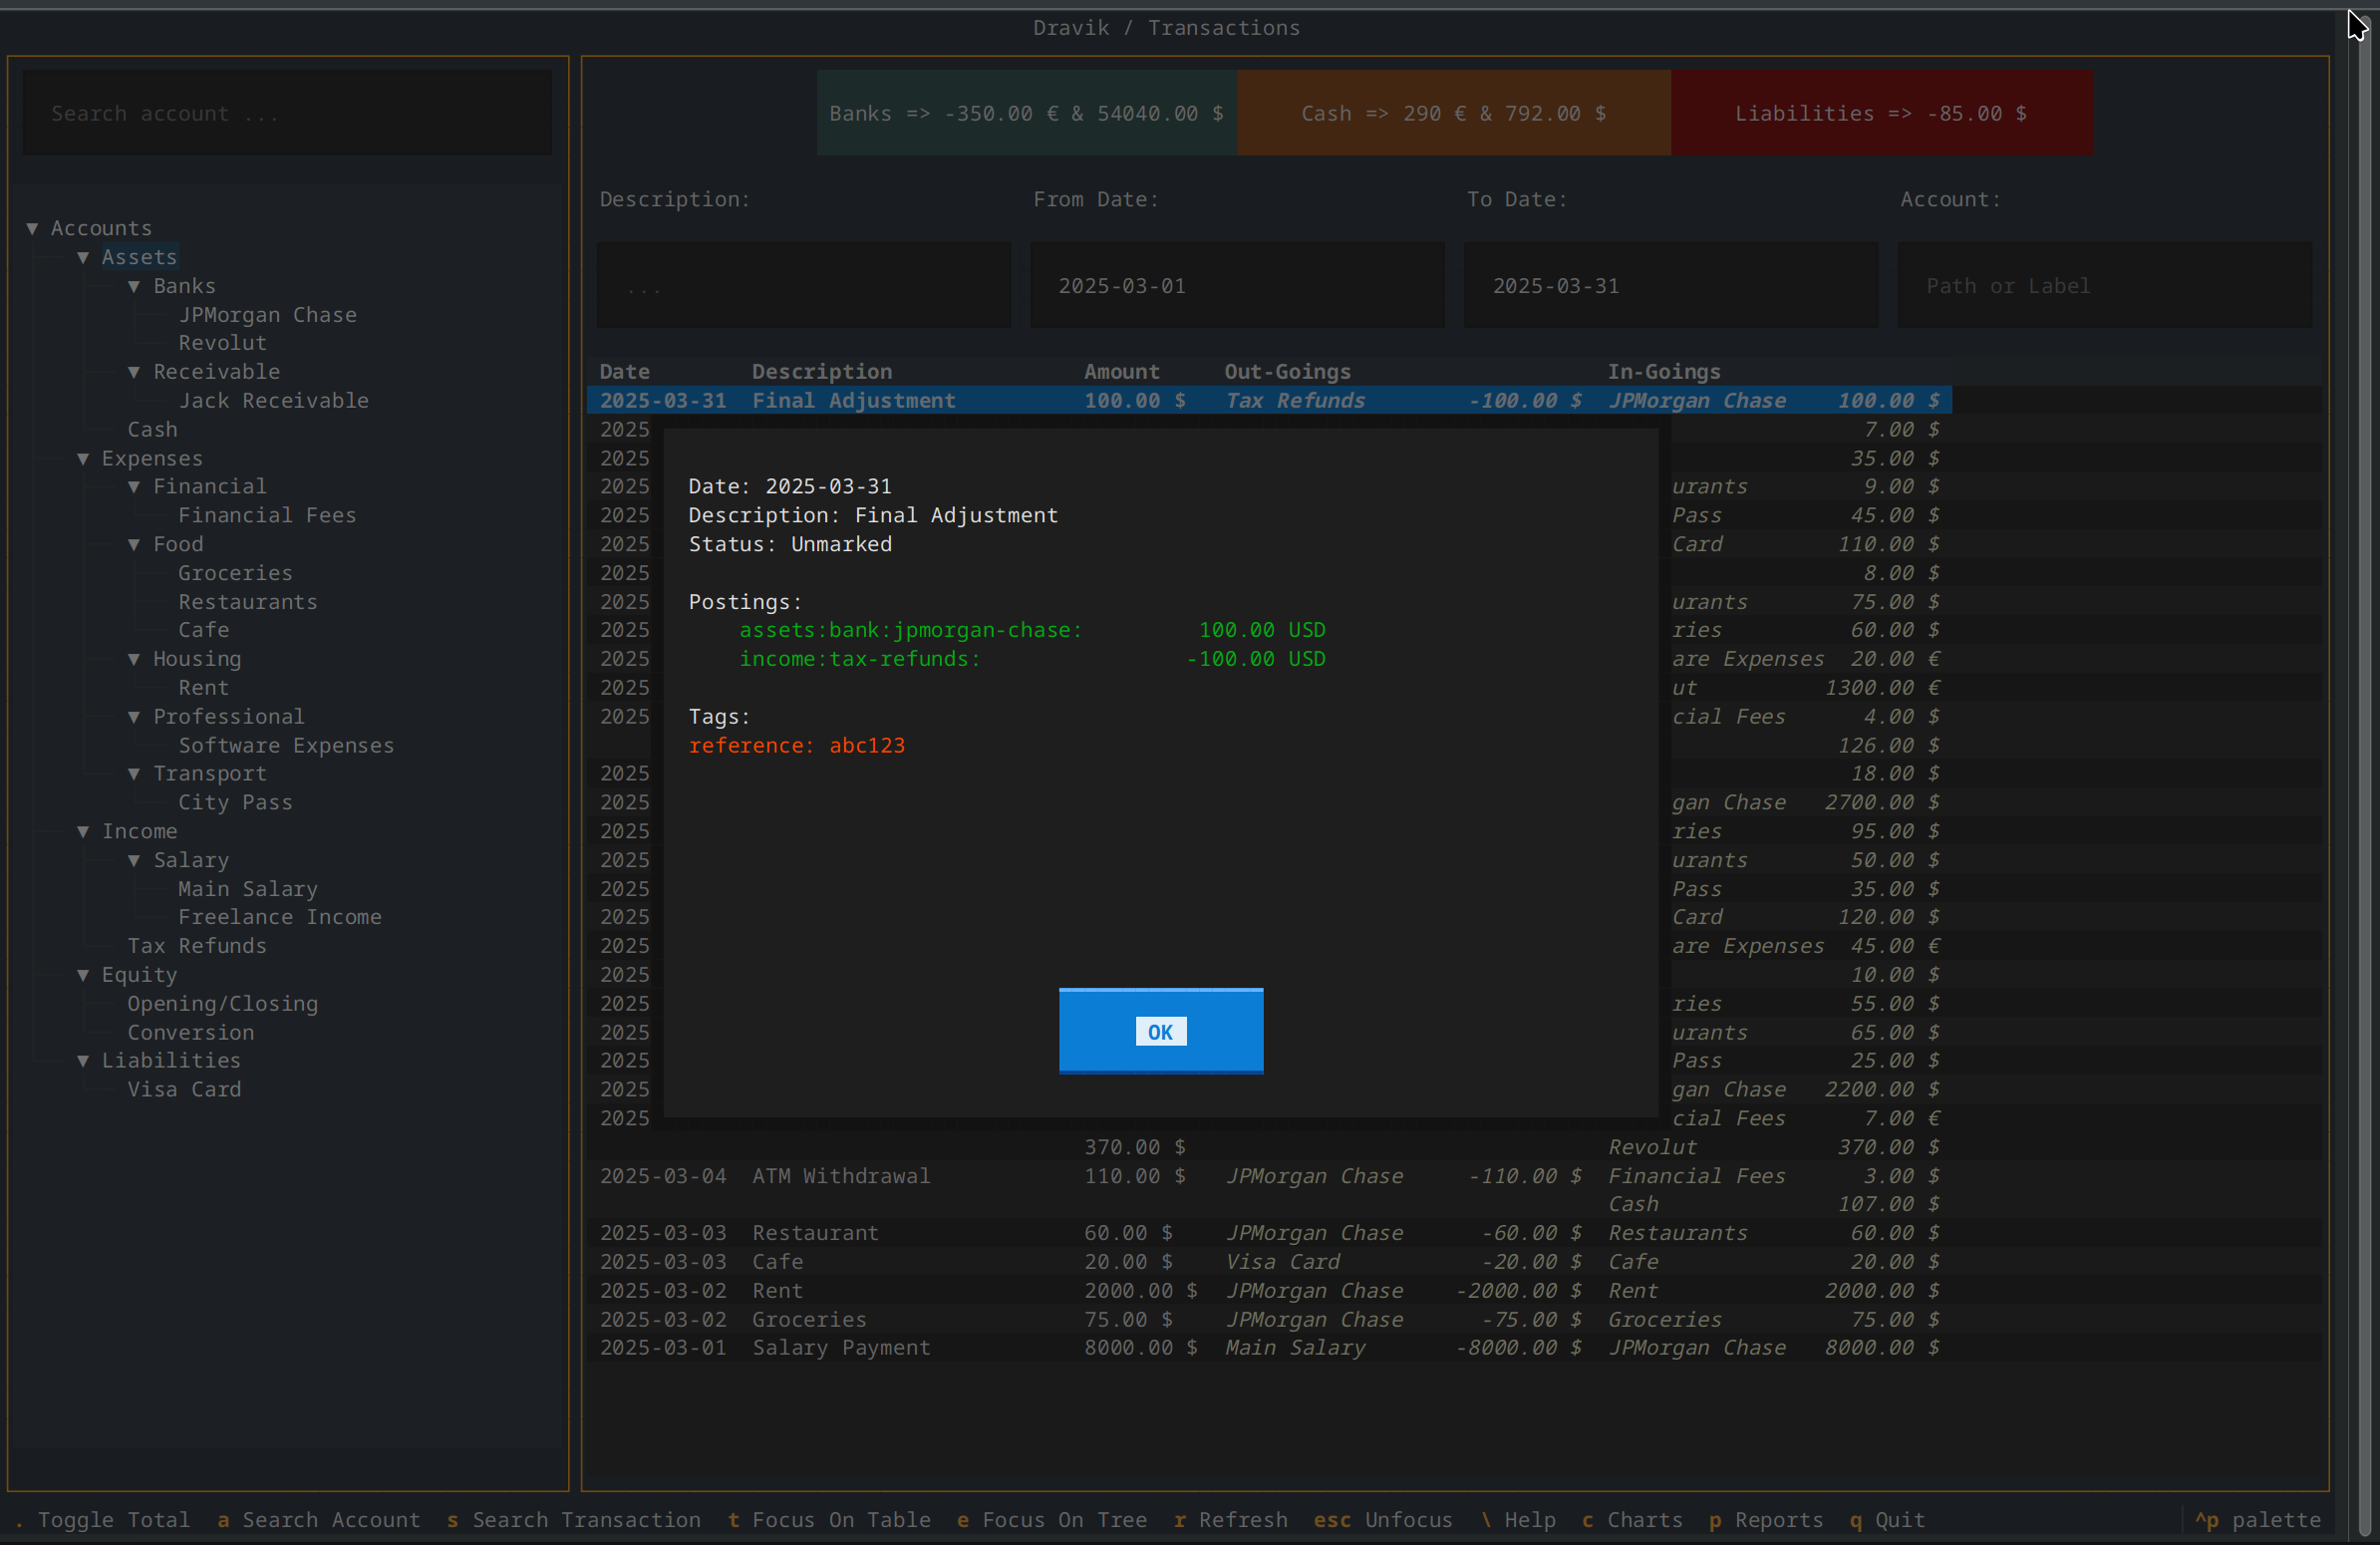 Dravik / Transactions
Search account ...
▼ Accounts
▼ Assets
▼ Banks
JPMorgan Chase
Revolut
▼ Receivable
Jack Receivable
Cash
▼ Expenses
▼ Financial
Financial Fees
▼ Food
Groceries
Restaurants
Cafe
▼ Housing
Rent
▼ Professional
Software Expenses
▼ Transport
City Pass
▼ Income
▼ Salary
Main Salary
Freelance Income
Tax Refunds
▼ Equity
Opening/Closing
Conversion
▼ Liabilities
Visa Card
Banks => -350.00 € & 54040.00 $ Cash => 290 € & 792.00 $ Liabilities => -85.00 $
Description: From Date: To Date: Account:
... 2025-03-01 2025-03-31 Path or Label
Date Description Amount Out-Goings In-Goings
2025-03-31 Final Adjustment 100.00 $ Tax Refunds -100.00 $ JPMorgan Chase 100.00 $
2025 7.00 $
2025 35.00 $
2025 urants 9.00 $
2025 Pass 45.00 $
2025 Card 110.00 $
2025 8.00 $
2025 urants 75.00 $
2025 ries 60.00 $
2025 are Expenses 20.00 €
2025 ut 1300.00 €
2025 cial Fees 4.00 $
126.00 $
2025 18.00 $
2025 gan Chase 2700.00 $
2025 ries 95.00 $
2025 urants 50.00 $
2025 Pass 35.00 $
2025 Card 120.00 $
2025 are Expenses 45.00 €
2025 10.00 $
2025 ries 55.00 $
2025 urants 65.00 $
2025 Pass 25.00 $
2025 gan Chase 2200.00 $
2025 cial Fees 7.00 €
370.00 $ Revolut 370.00 $
2025-03-04 ATM Withdrawal 110.00 $ JPMorgan Chase -110.00 $ Financial Fees 3.00 $
Cash 107.00 $
2025-03-03 Restaurant 60.00 $ JPMorgan Chase -60.00 $ Restaurants 60.00 $
2025-03-03 Cafe 20.00 $ Visa Card -20.00 $ Cafe 20.00 $
2025-03-02 Rent 2000.00 $ JPMorgan Chase -2000.00 $ Rent 2000.00 $
2025-03-02 Groceries 75.00 $ JPMorgan Chase -75.00 $ Groceries 75.00 $
2025-03-01 Salary Payment 8000.00 $ Main Salary -8000.00 $ JPMorgan Chase 8000.00 $
Date: 2025-03-31
Description: Final Adjustment
Status: Unmarked
Postings:
assets:bank:jpmorgan-chase: 100.00 USD
income:tax-refunds: -100.00 USD
Tags:
reference: abc123
OK
. Toggle Total a Search Account s Search Transaction t Focus On Table e Focus On Tree r Refresh esc Unfocus \ Help c Charts p Reports q Quit ^p palette